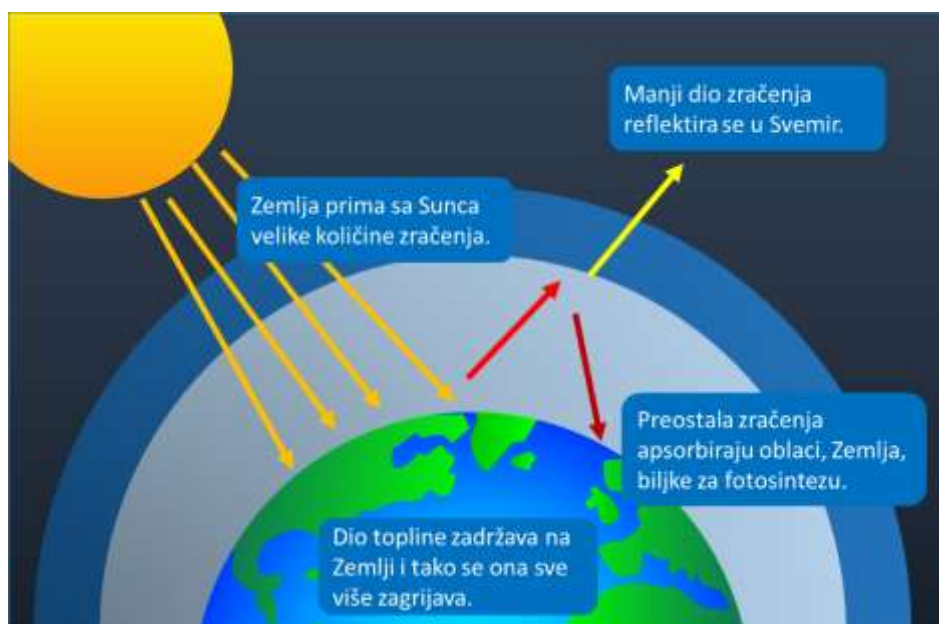 Manji dio zračenja
reflektira se u Svemir.
Zemlja prima sa Sunca
velike količine zračenja.
Preostala zračenja
apsorbiraju oblaci, Zemlja,
biljke za fotosintezu.
Dio topline zadržava na
Zemlji i tako se ona sve
više zagrijava.